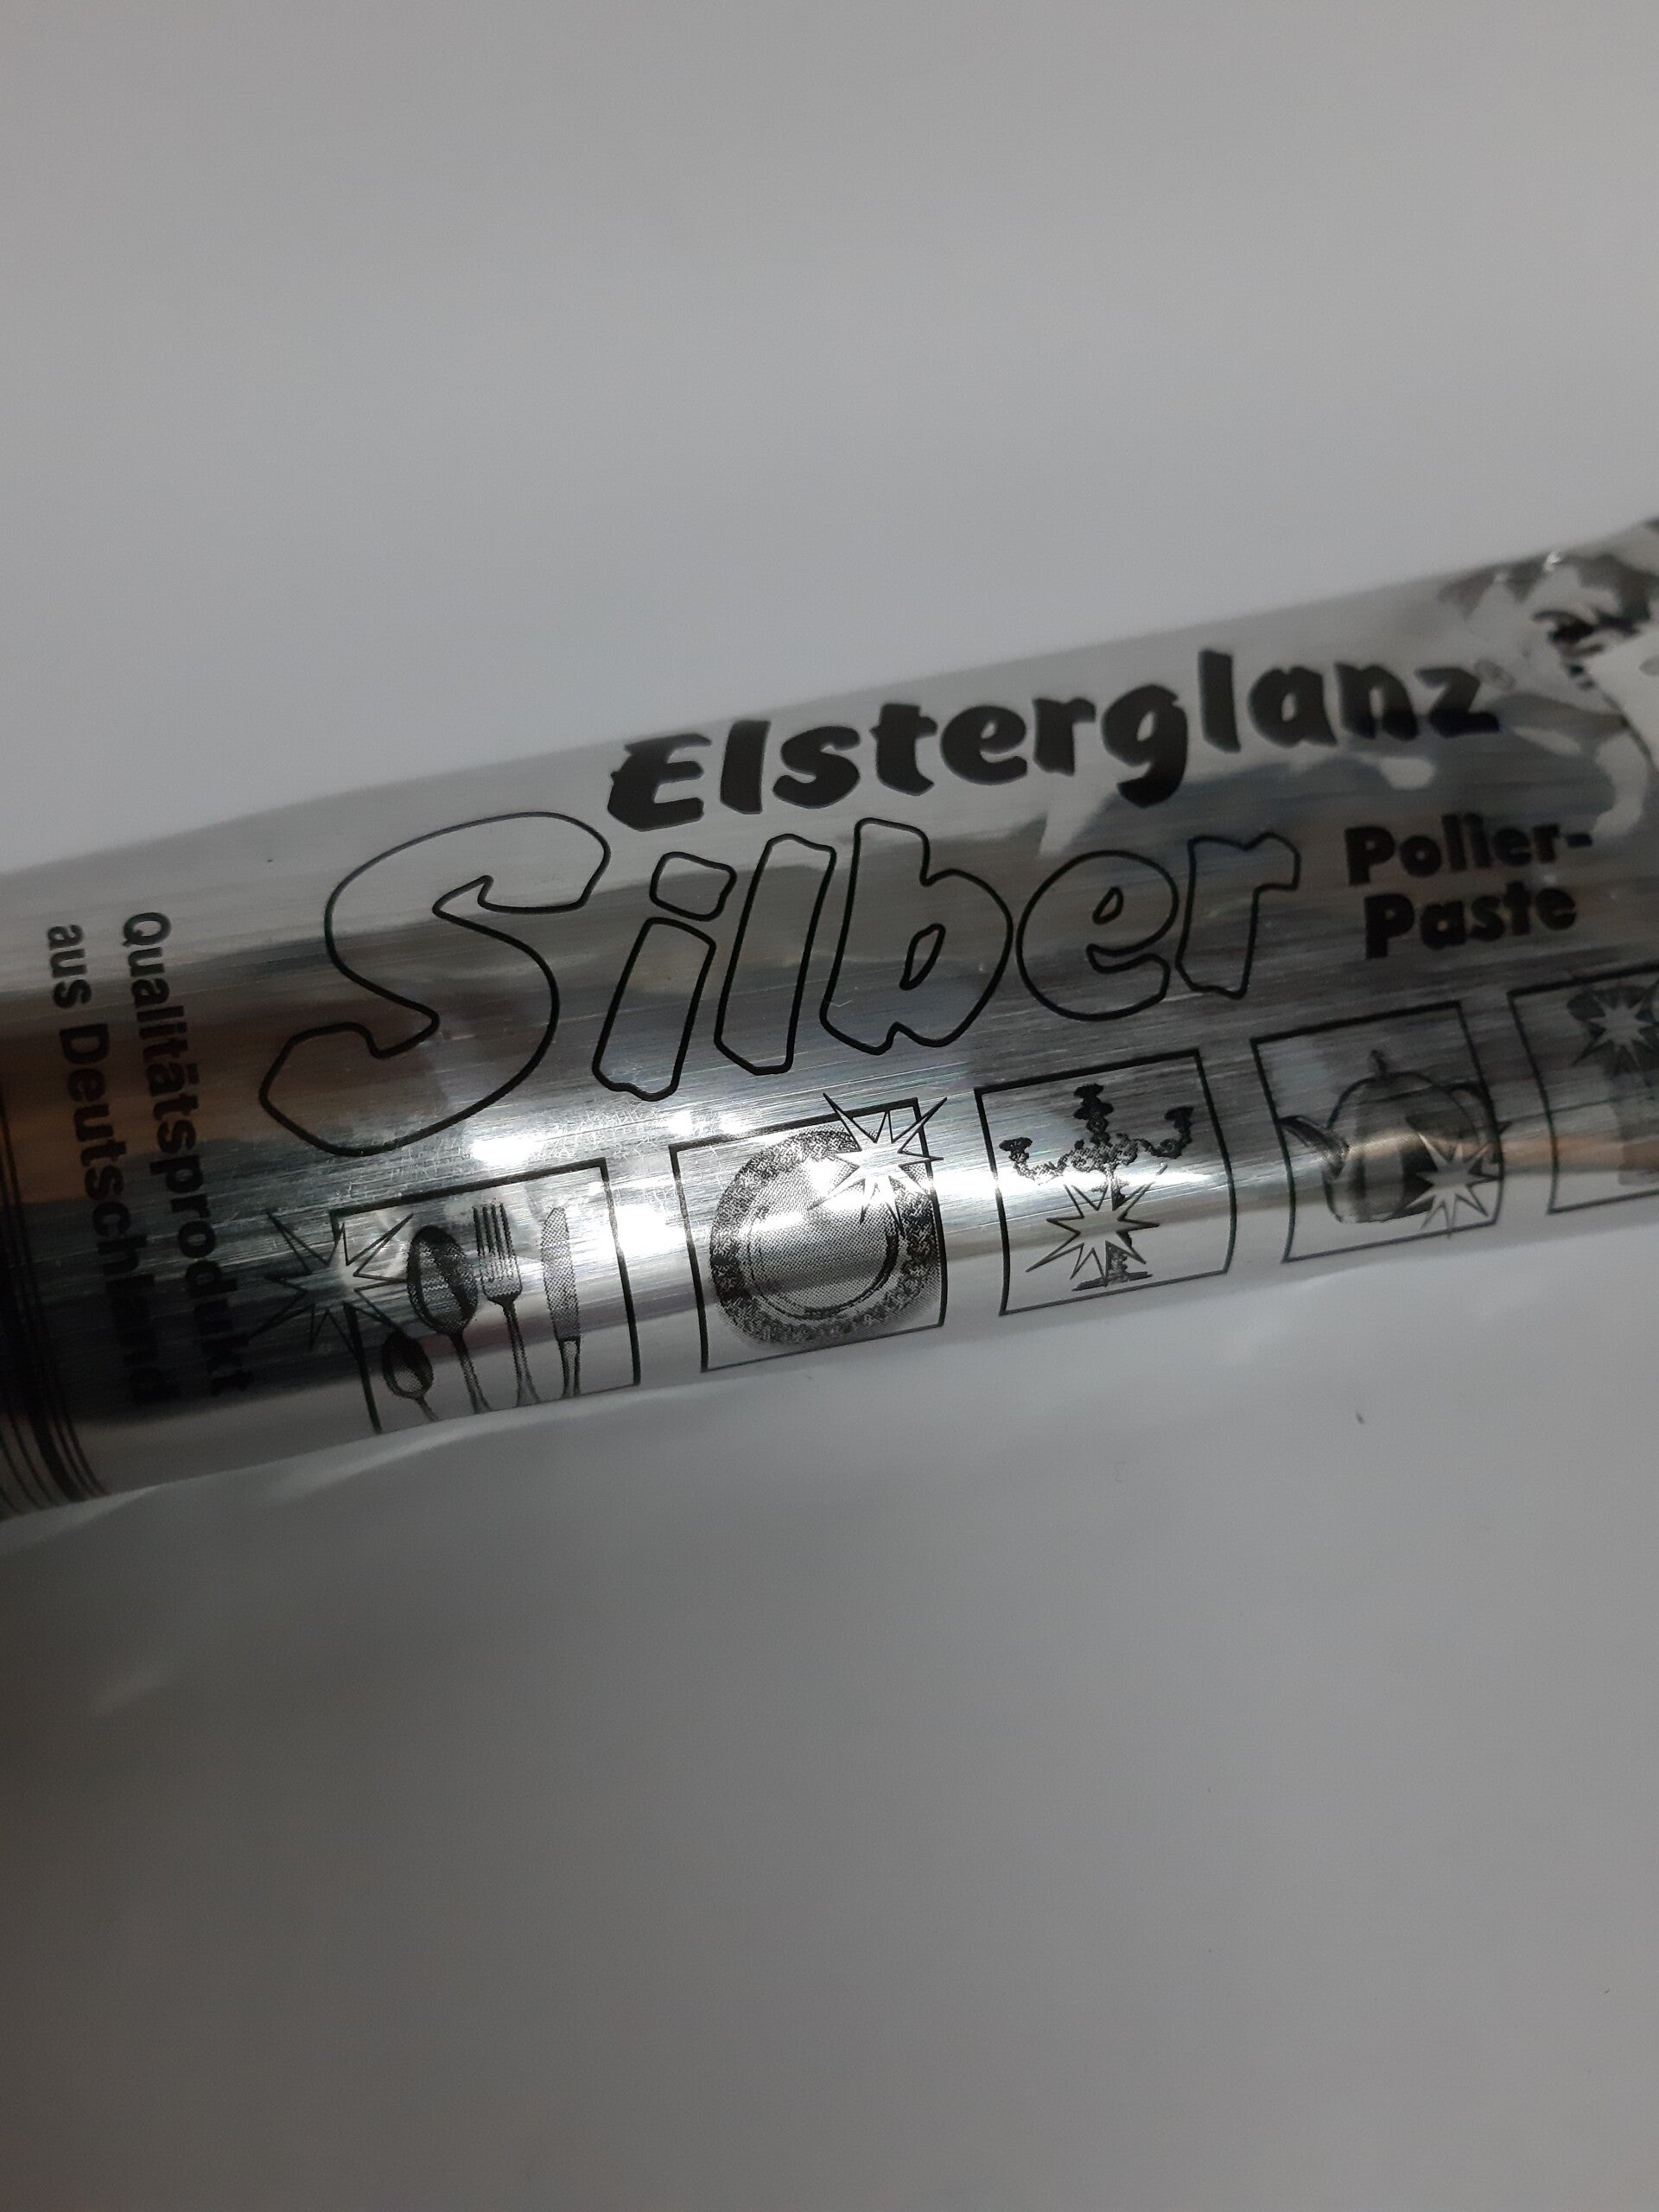 Elsterglanz
Silber
Polier-
Paste
Qualitätsprodukt
aus Deutschland